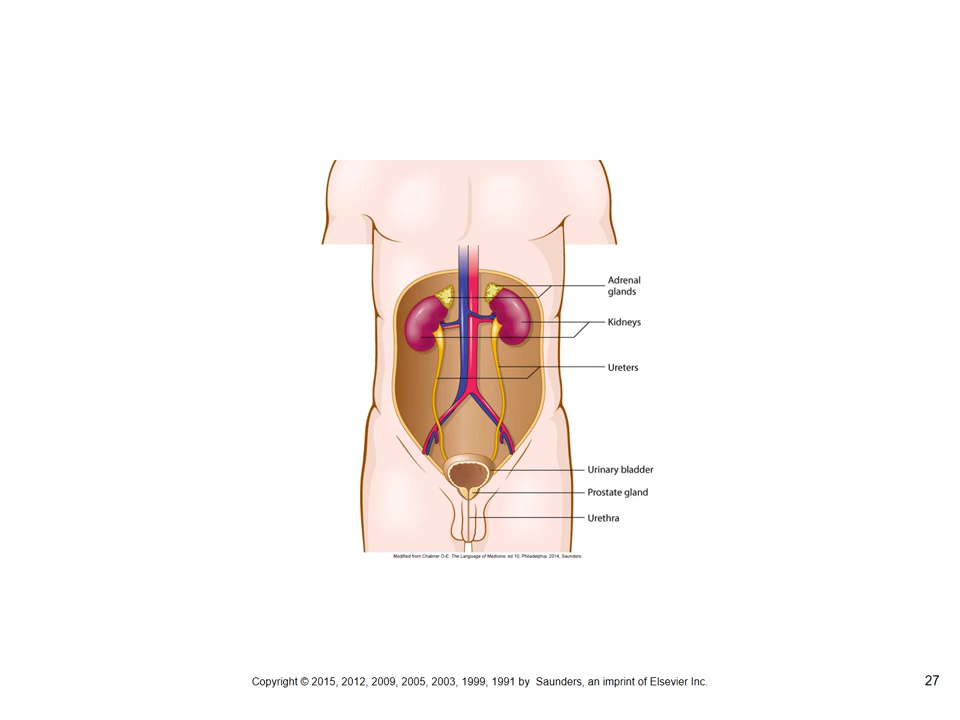 Adrenal
glands
Kidneys
Ureters
Urinary bladder
Prostate gland
Urethra
Modified from Chabner D-E: The Language of Medicine, ed 10, Philadelphia, 2014, Saunders.
Copyright © 2015, 2012, 2009, 2005, 2003, 1999, 1991 by Saunders, an imprint of Elsevier Inc.
27